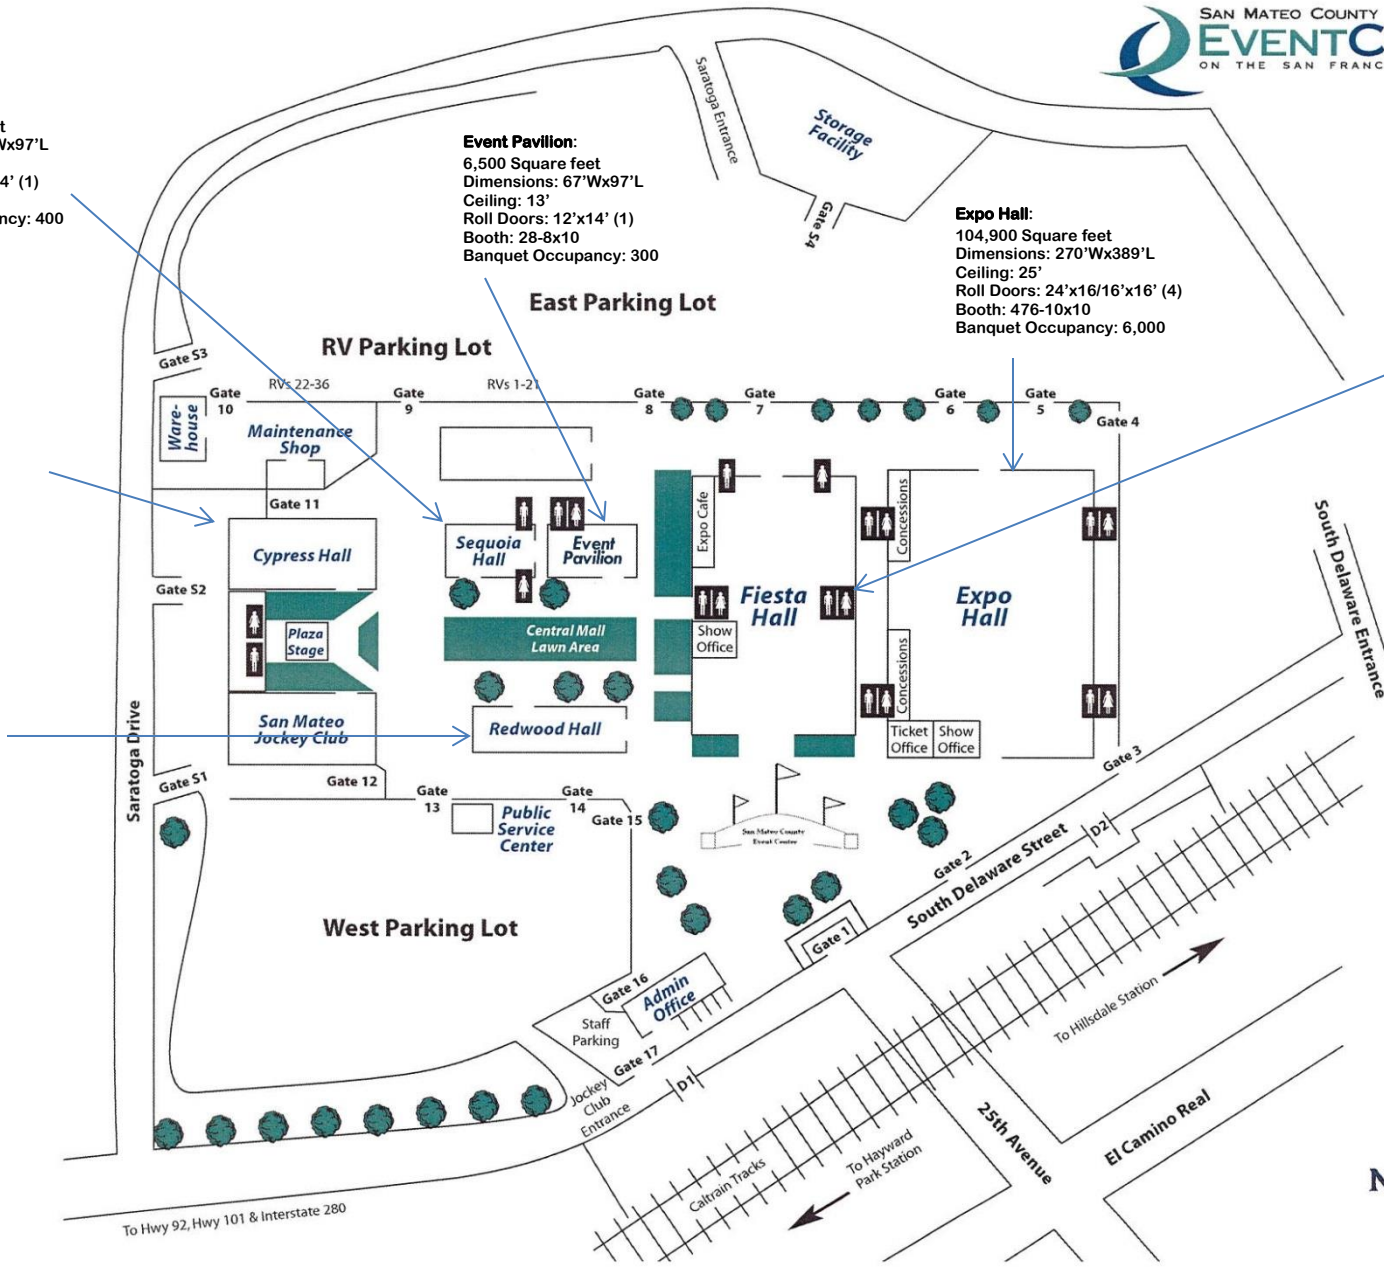 SAN MATEO COUNTY
EVENTC
ON THE SAN FRANC
t
Wx97'L
4' (1)
ncy: 400
Event Pavilion:
6,500 Square feet
Dimensions: 67'Wx97'L
Ceiling: 13'
Roll Doors: 12'x14' (1)
Booth: 28-8x10
Banquet Occupancy: 300
Expo Hall:
104,900 Square feet
Dimensions: 270'Wx389'L
Ceiling: 25'
Roll Doors: 24'x16/16'x16' (4)
Booth: 476-10x10
Banquet Occupancy: 6,000
Saratoga Entrance
Storage
Facility
Gate S4
East Parking Lot
RV Parking Lot
Gate S3
RVs 22-36
RVs 1-21
Gate
10
Gate
9
Gate
8
Gate
7
Gate
6
Gate
5
Gate 4
Ware-
house
Maintenance
Shop
Gate 11
Cypress Hall
Sequoia
Hall
Event
Pavilion
Expo Cafe
Concessions
Fiesta
Hall
Expo
Hall
Show
Office
Concessions
Ticket
Office
Show
Office
Gate S2
Plaza
Stage
Central Mall
Lawn Area
San Mateo
Jockey Club
Redwood Hall
South Delaware Entrance
Saratoga Drive
Gate S1
Gate 12
Gate
13
Gate
14
Gate 15
Public
Service
Center
San Mateo County
Event Center
Gate 3
D2
Gate 2
South Delaware Street
West Parking Lot
Gate 1
Gate 16
Admin
Office
Staff
Parking
Gate 17
D1
Jockey
Club
Entrance
To Hillsdale Station
25th Avenue
El Camino Real
To Hayward
Park Station
Caltrain Tracks
To Hwy 92, Hwy 101 & Interstate 280
N